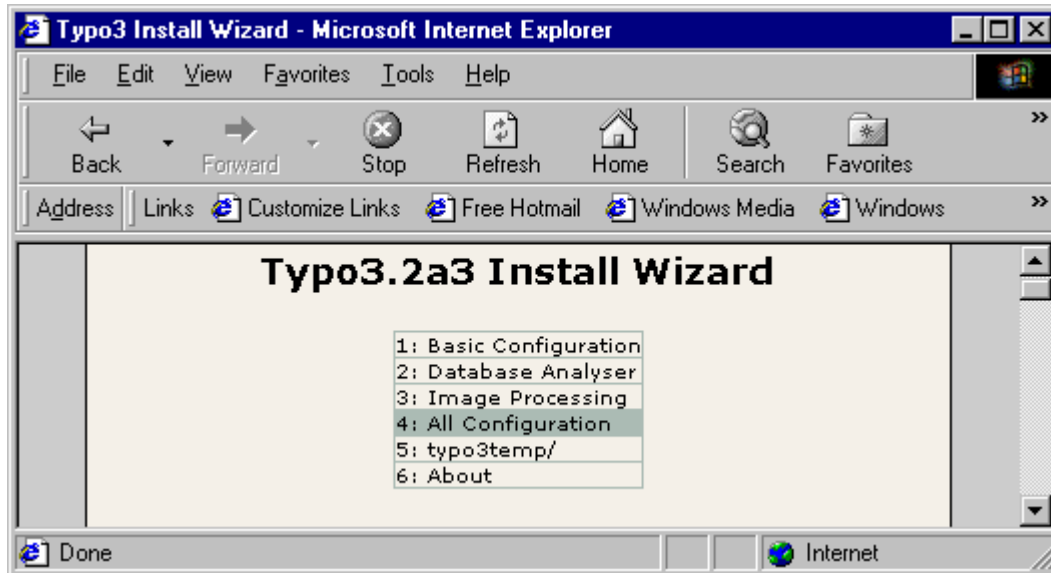 Typo3 Install Wizard - Microsoft Internet Explorer
File Edit View Favorites Tools Help
Back Forward Stop Refresh Home Search Favorites »
Address Links Customize Links Free Hotmail Windows Media Windows »
Typo3.2a3 Install Wizard
1: Basic Configuration
2: Database Analyser
3: Image Processing
4: All Configuration
5: typo3temp/
6: About
Done Internet